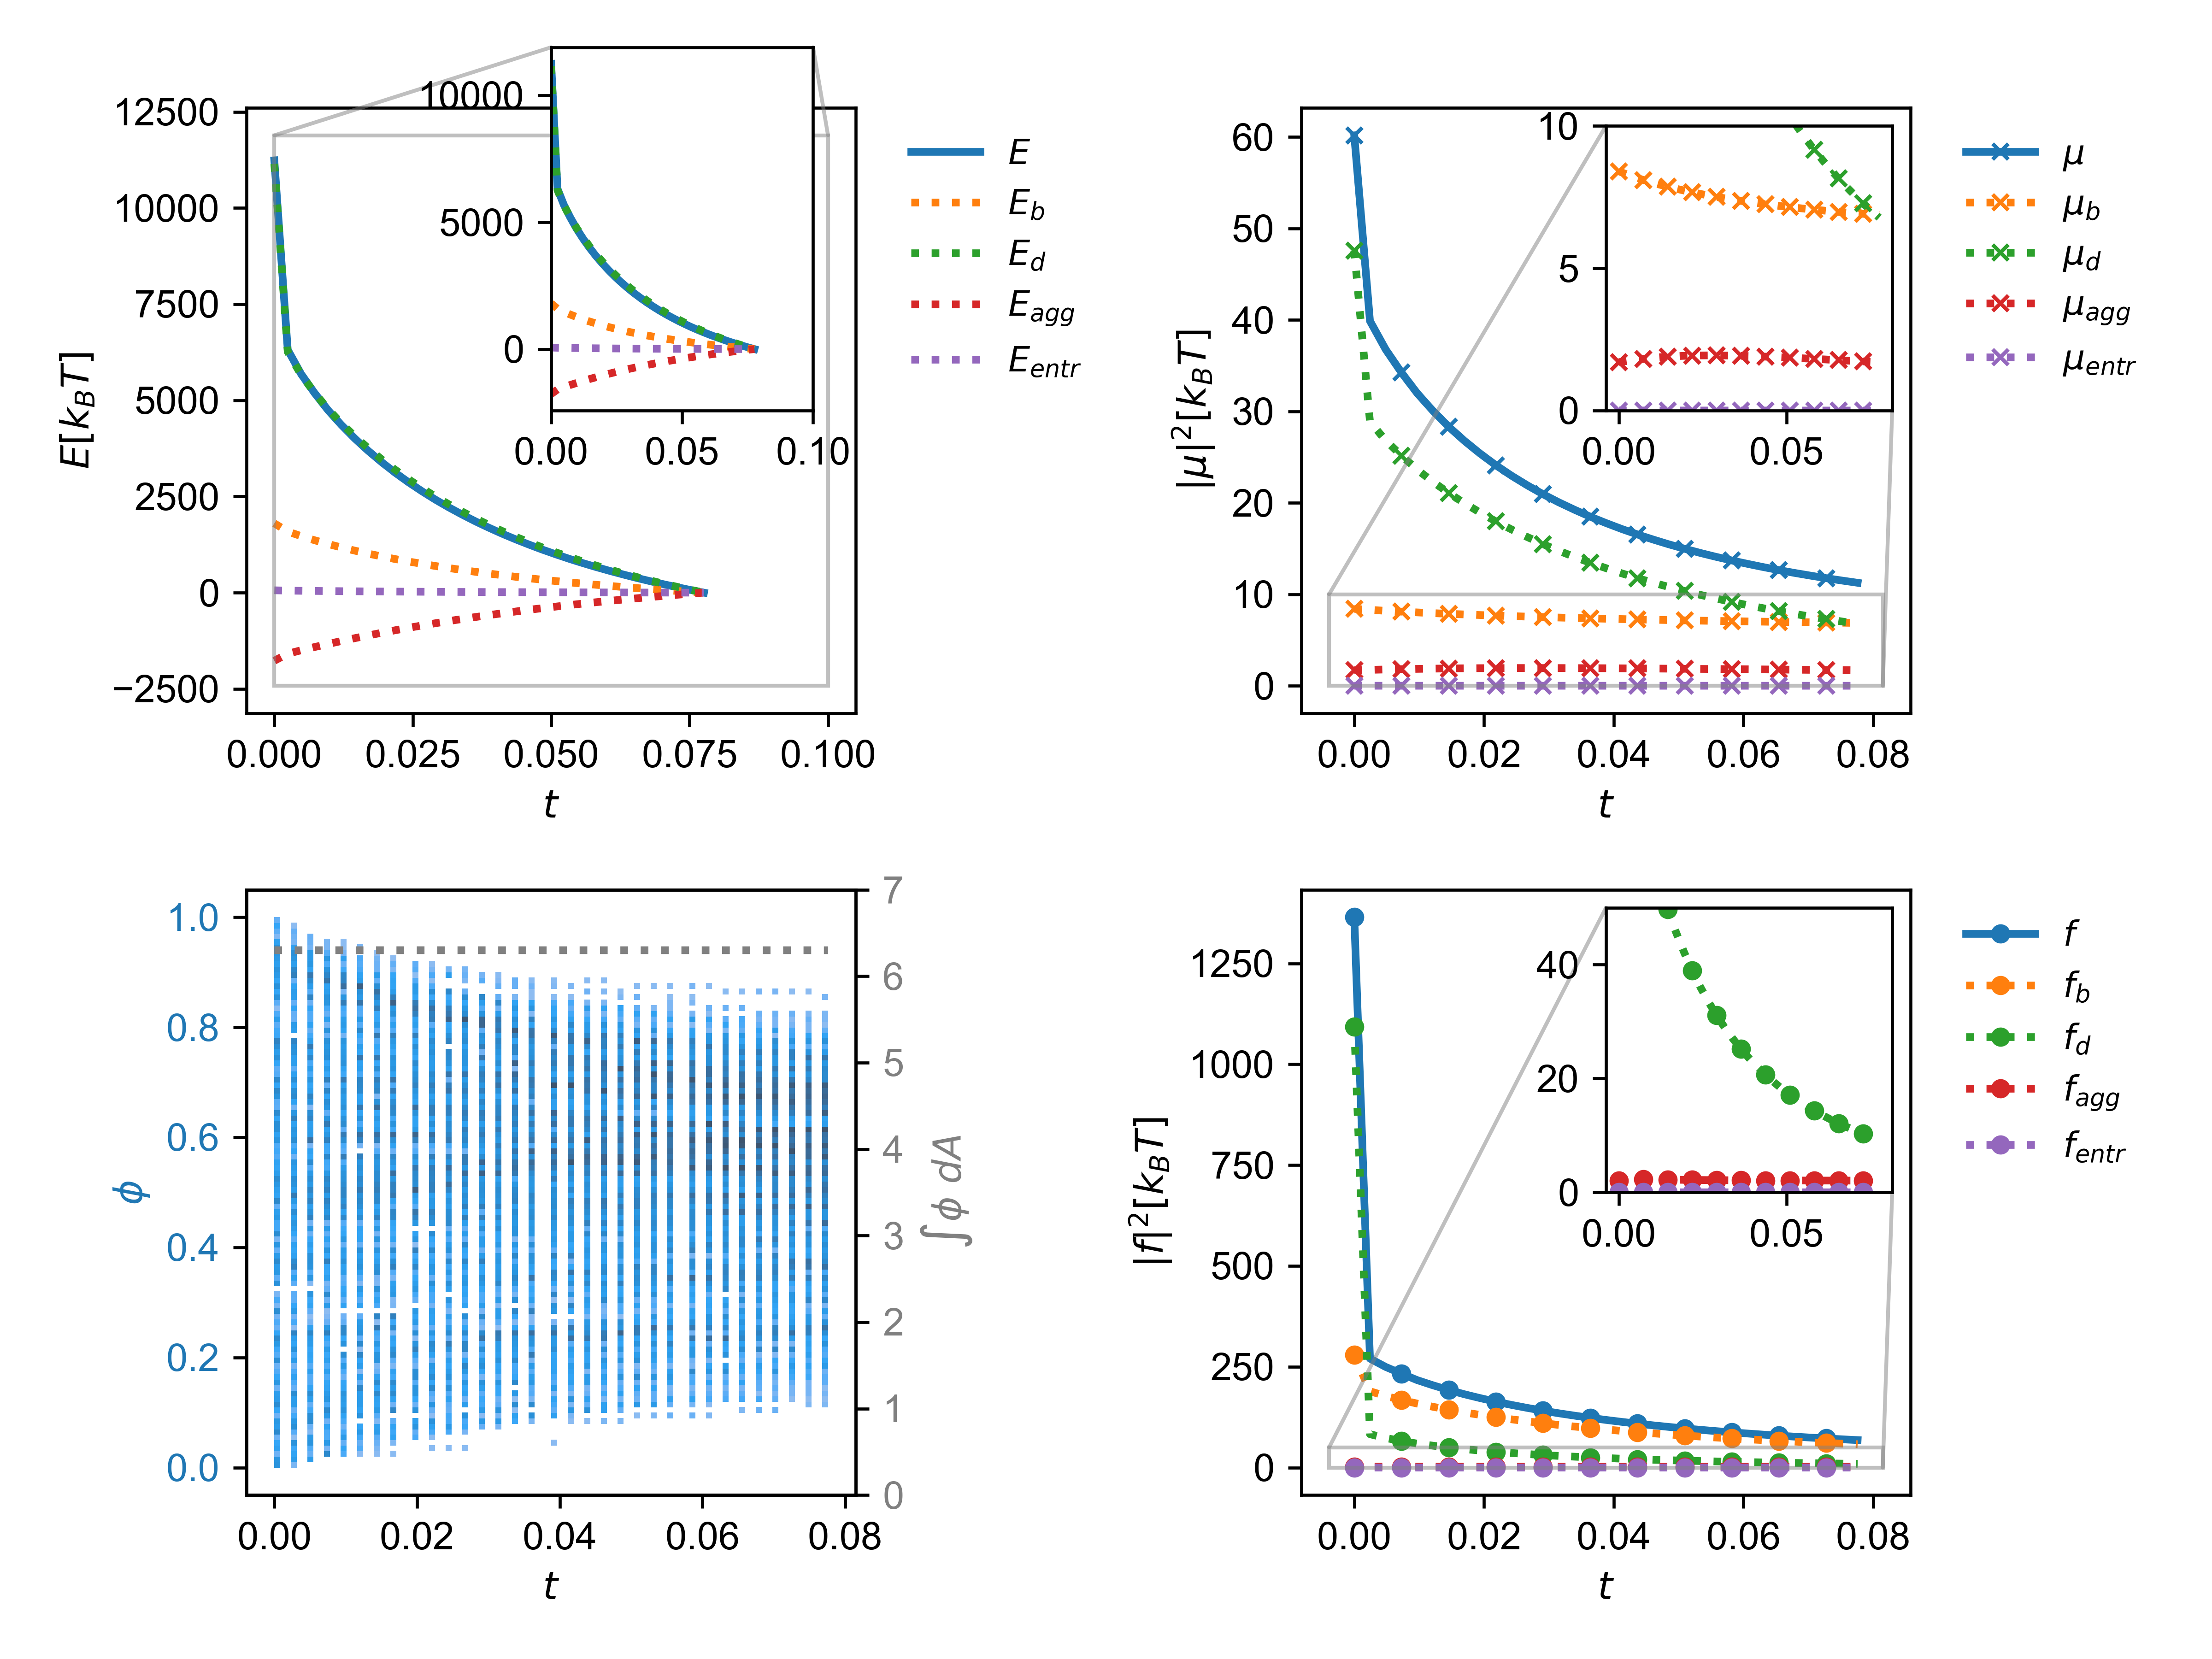 12500
10000
7500
5000
2500
0
−2500
E[k_BT]
0.000 0.025 0.050 0.075 0.100
t
10000
5000
0
0.00 0.05 0.10
E
E_b
E_d
E_agg
E_entr
60
50
40
30
20
10
0
|μ|²[k_BT]
0.00 0.02 0.04 0.06 0.08
t
10
5
0
0.00 0.05
μ
μ_b
μ_d
μ_agg
μ_entr
1.0
0.8
0.6
0.4
0.2
0.0
ϕ
0.00 0.02 0.04 0.06 0.08
t
7
6
5
4
3
2
1
0
∫ ϕ dA
1250
1000
750
500
250
0
|f|²[k_BT]
0.00 0.02 0.04 0.06 0.08
t
40
20
0
0.00 0.05
f
f_b
f_d
f_agg
f_entr